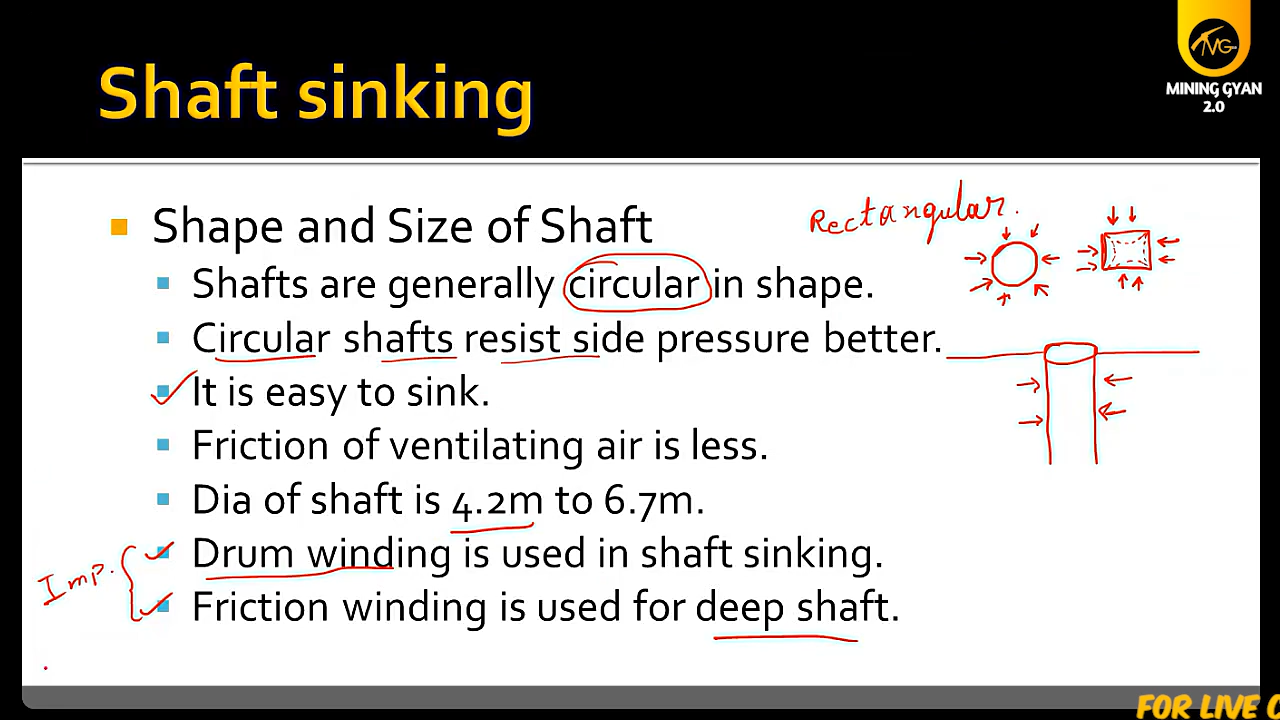 Shaft sinking
MINING GYAN
2.0
Shape and Size of Shaft
Rectangular.
Shafts are generally circular in shape.
Circular shafts resist side pressure better.
It is easy to sink.
Friction of ventilating air is less.
Dia of shaft is 4.2m to 6.7m.
Drum winding is used in shaft sinking.
Imp.
Friction winding is used for deep shaft.
FOR LIVE